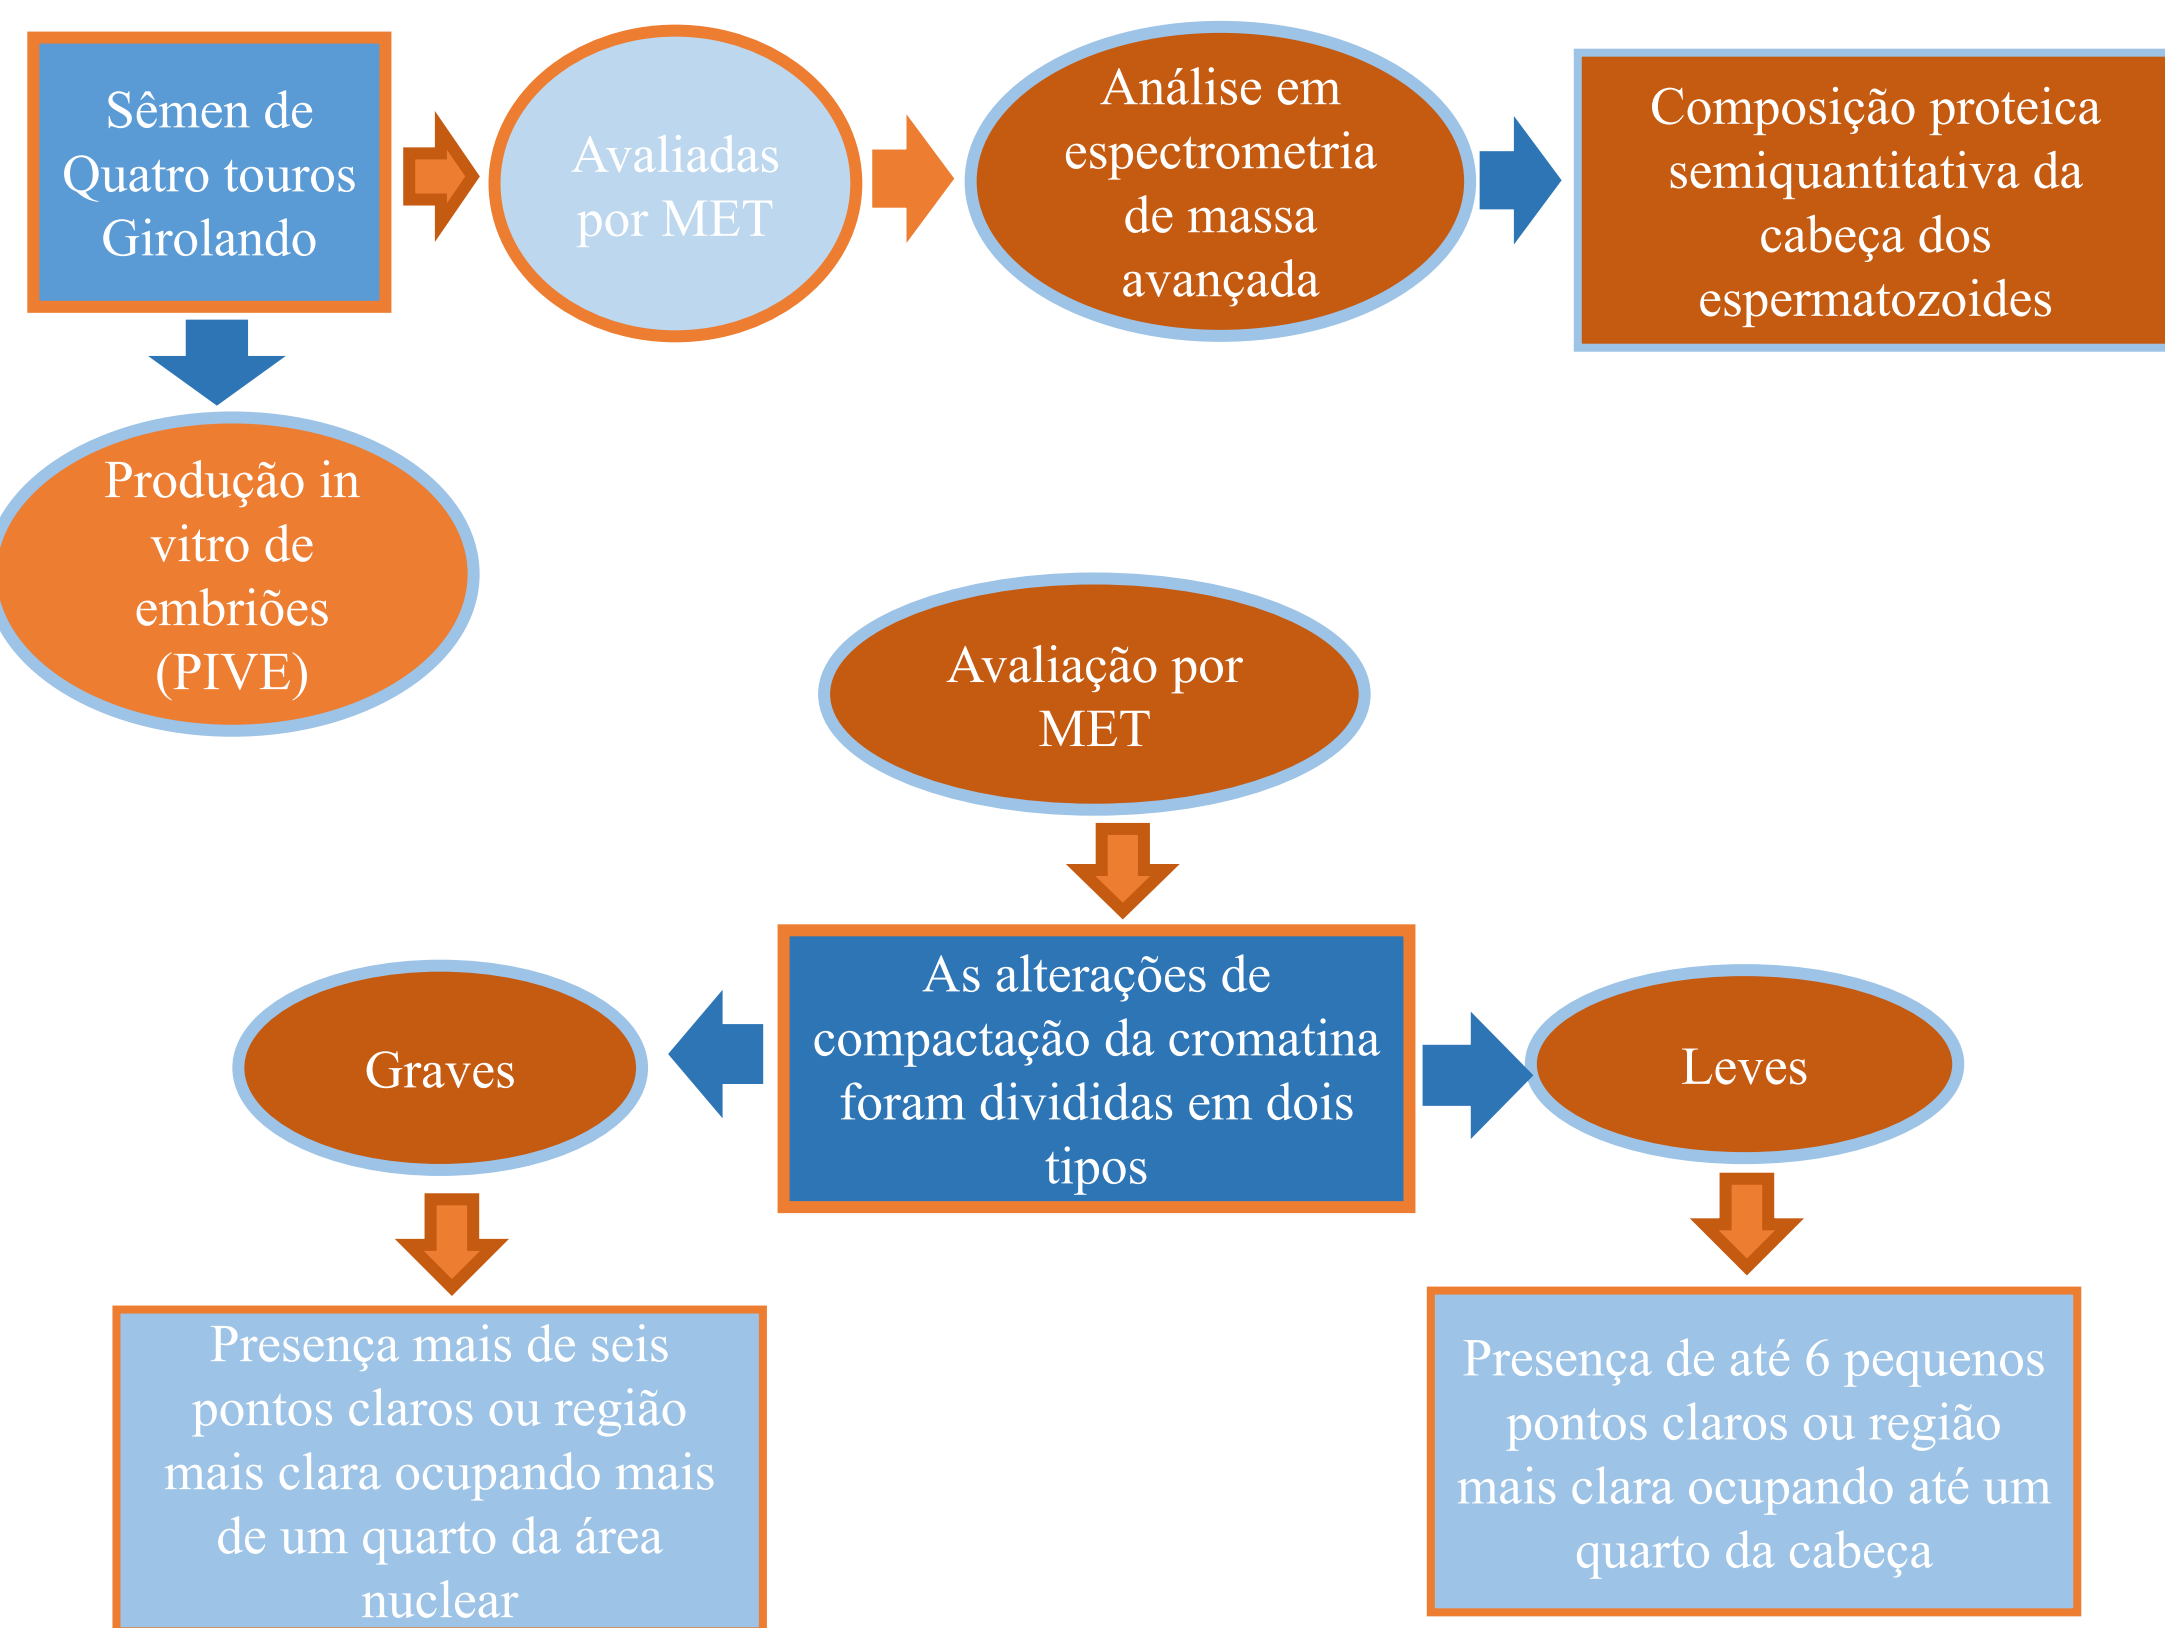 Sêmen de
Quatro touros
Girolando
Avaliadas
por MET
Análise em
espectrometria
de massa
avançada
Composição proteica
semiquantitativa da
cabeça dos
espermatozoides
Produção in
vitro de
embriões
(PIVE)
Avaliação por
MET
As alterações de
compactação da cromatina
foram divididas em dois
tipos
Graves
Leves
Presença mais de seis
pontos claros ou região
mais clara ocupando mais
de um quarto da área
nuclear
Presença de até 6 pequenos
pontos claros ou região
mais clara ocupando até um
quarto da cabeça